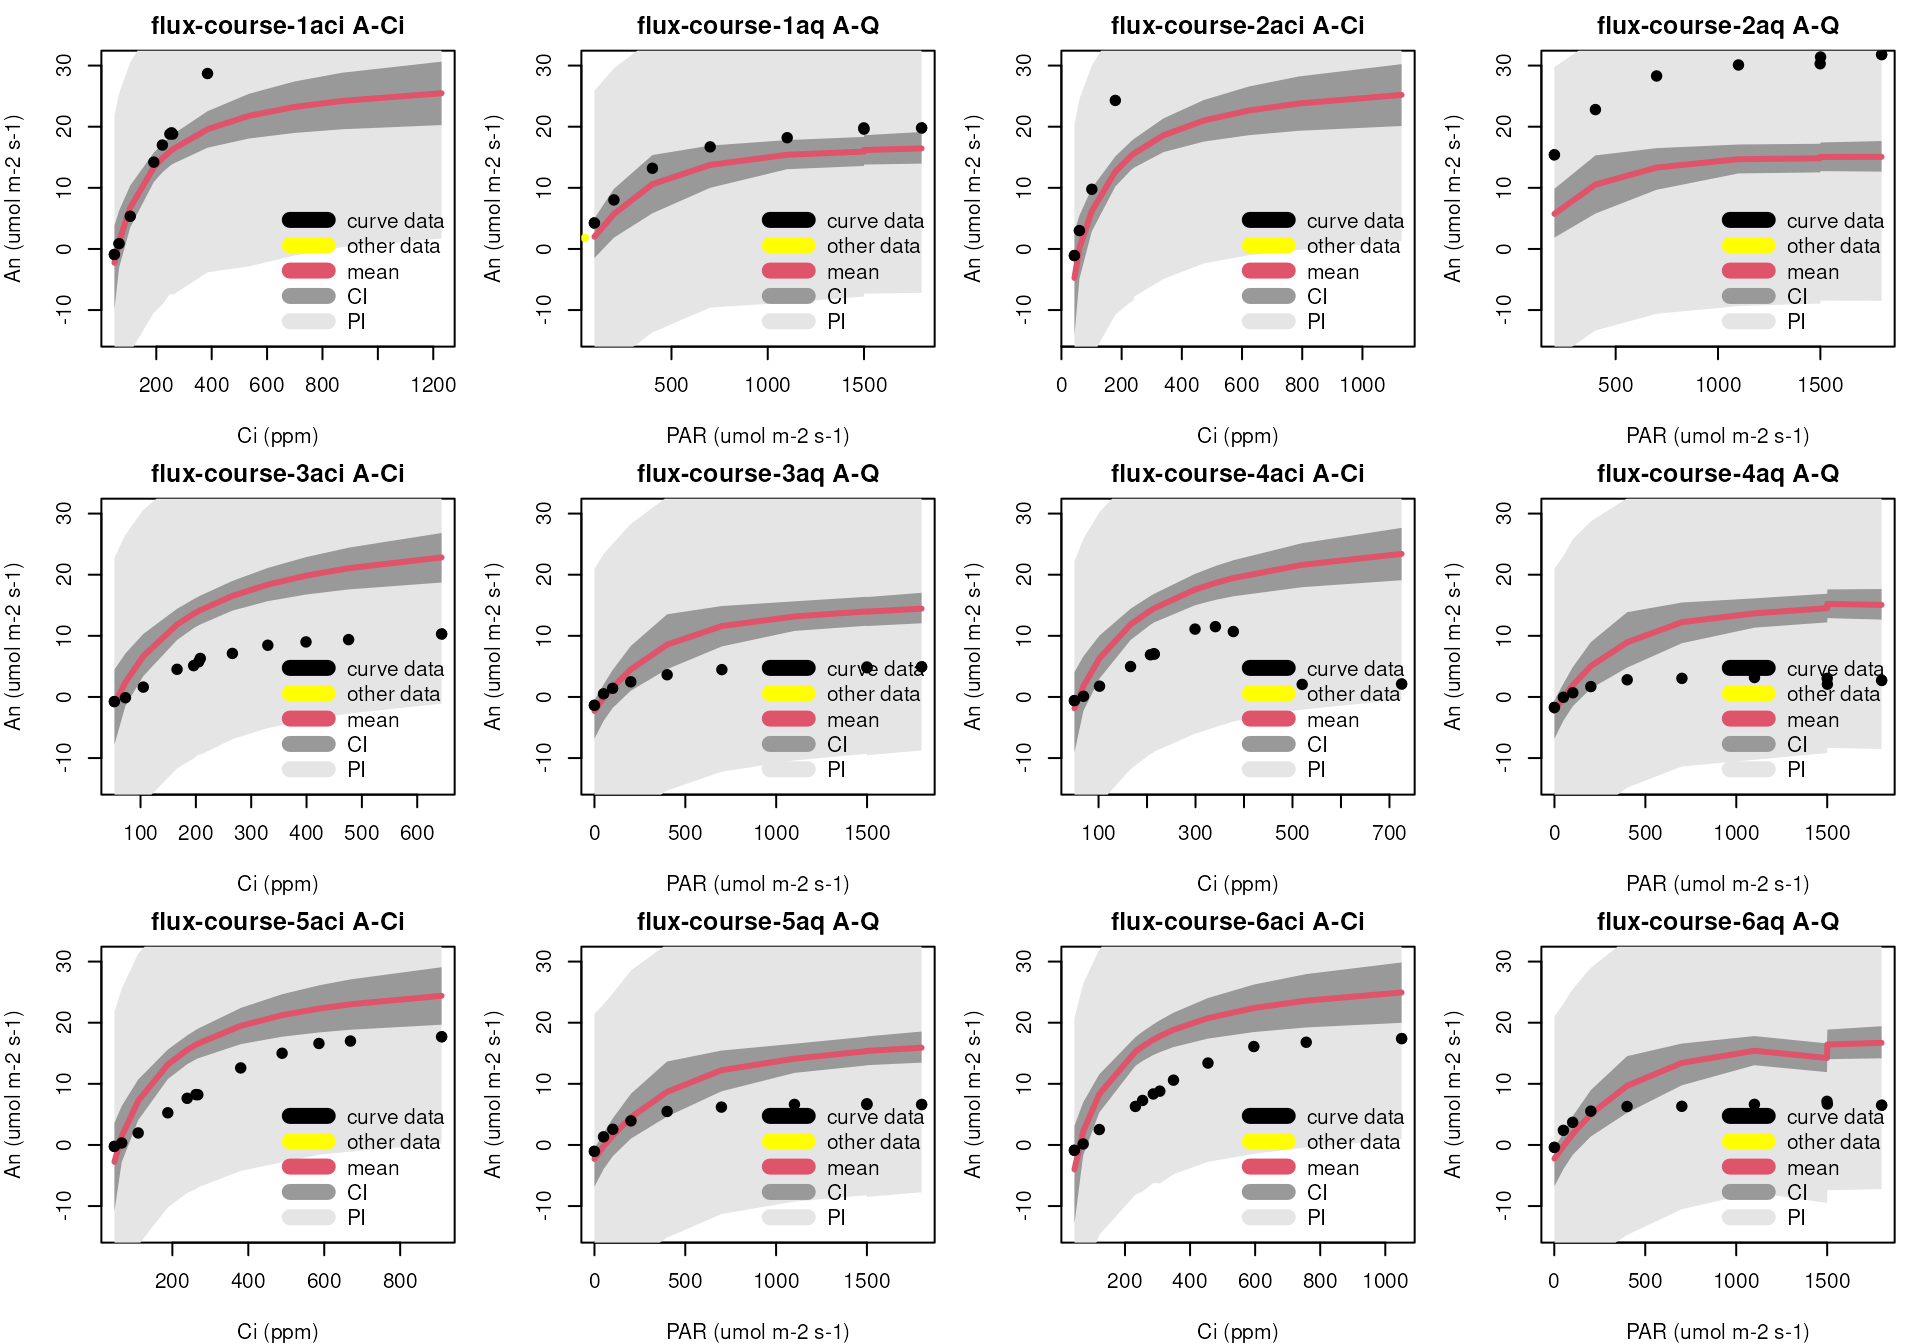 flux-course-1aci A-Ci
An (umol m-2 s-1)
30
20
10
0
-10
curve data
other data
mean
CI
PI
200 400 600 800 1200
Ci (ppm)
flux-course-1aq A-Q
An (umol m-2 s-1)
30
20
10
0
-10
curve data
other data
mean
CI
PI
500 1000 1500
PAR (umol m-2 s-1)
flux-course-2aci A-Ci
An (umol m-2 s-1)
30
20
10
0
-10
curve data
other data
mean
CI
PI
0 200 400 600 800 1000
Ci (ppm)
flux-course-2aq A-Q
An (umol m-2 s-1)
30
20
10
0
-10
curve data
other data
mean
CI
PI
500 1000 1500
PAR (umol m-2 s-1)
flux-course-3aci A-Ci
An (umol m-2 s-1)
30
20
10
0
-10
curve data
other data
mean
CI
PI
100 200 300 400 500 600
Ci (ppm)
flux-course-3aq A-Q
An (umol m-2 s-1)
30
20
10
0
-10
curve data
other data
mean
CI
PI
0 500 1000 1500
PAR (umol m-2 s-1)
flux-course-4aci A-Ci
An (umol m-2 s-1)
30
20
10
0
-10
curve data
other data
mean
CI
PI
100 300 500 700
Ci (ppm)
flux-course-4aq A-Q
An (umol m-2 s-1)
30
20
10
0
-10
curve data
other data
mean
CI
PI
0 500 1000 1500
PAR (umol m-2 s-1)
flux-course-5aci A-Ci
An (umol m-2 s-1)
30
20
10
0
-10
curve data
other data
mean
CI
PI
200 400 600 800
Ci (ppm)
flux-course-5aq A-Q
An (umol m-2 s-1)
30
20
10
0
-10
curve data
other data
mean
CI
PI
0 500 1000 1500
PAR (umol m-2 s-1)
flux-course-6aci A-Ci
An (umol m-2 s-1)
30
20
10
0
-10
curve data
other data
mean
CI
PI
200 400 600 800 1000
Ci (ppm)
flux-course-6aq A-Q
An (umol m-2 s-1)
30
20
10
0
-10
curve data
other data
mean
CI
PI
0 500 1000 1500
PAR (umol m-2 s-1)